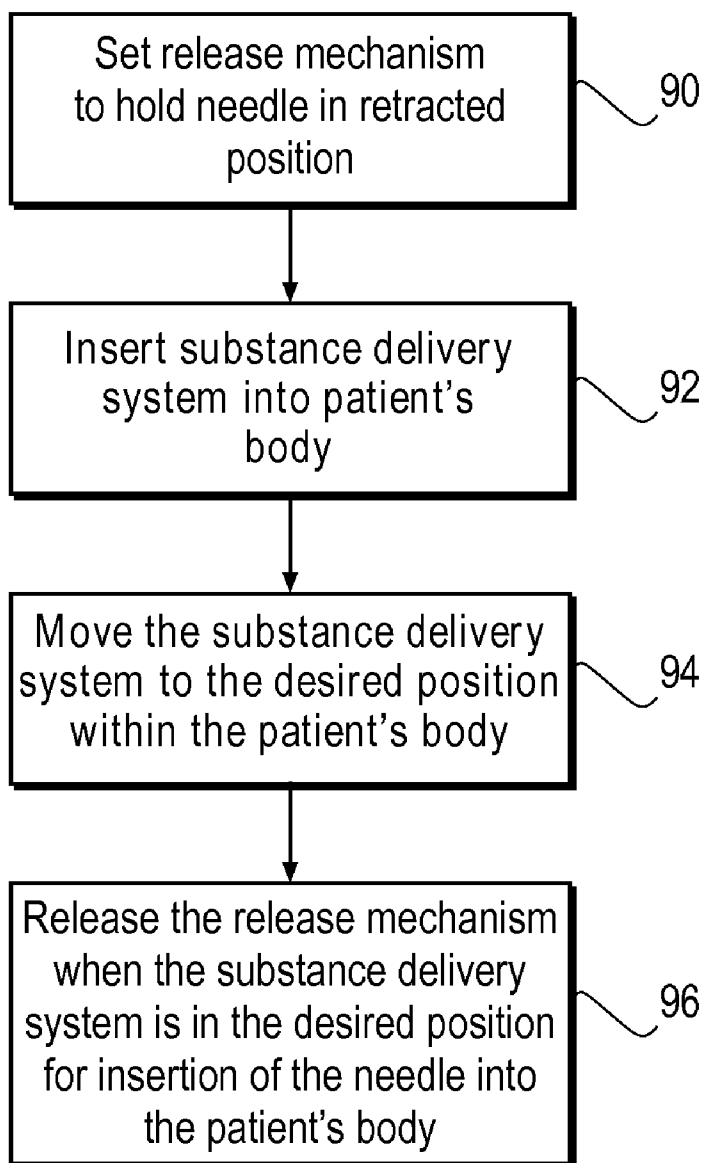 Set release mechanism
to hold needle in retracted
position
90
Insert substance delivery
system into patient's
body
92
Move the substance delivery
system to the desired position
within the patient's body
94
Release the release mechanism
when the substance delivery
system is in the desired position
for insertion of the needle into
the patient's body
96